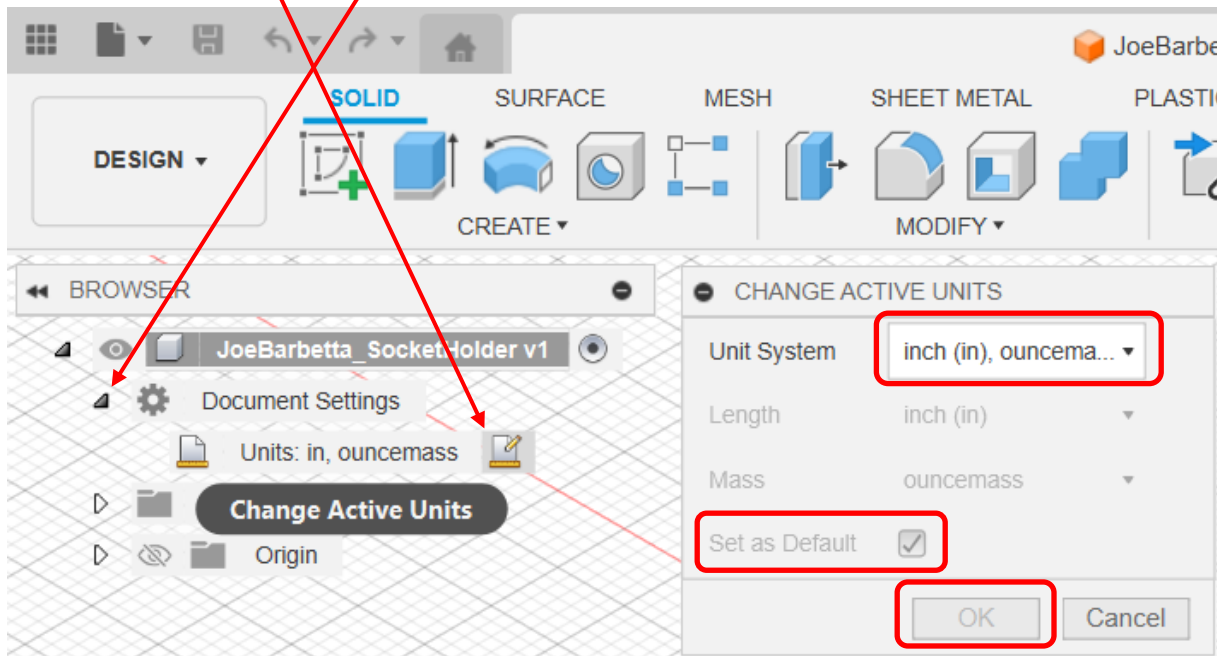 JoeBarbe
SOLID SURFACE MESH SHEET METAL PLASTI
DESIGN
CREATE MODIFY
BROWSER
JoeBarbetta_SocketHolder v1
Document Settings
Units: in, ouncemass
Change Active Units
Origin
CHANGE ACTIVE UNITS
Unit System inch (in), ouncema...
Length inch (in)
Mass ouncemass
Set as Default
OK Cancel